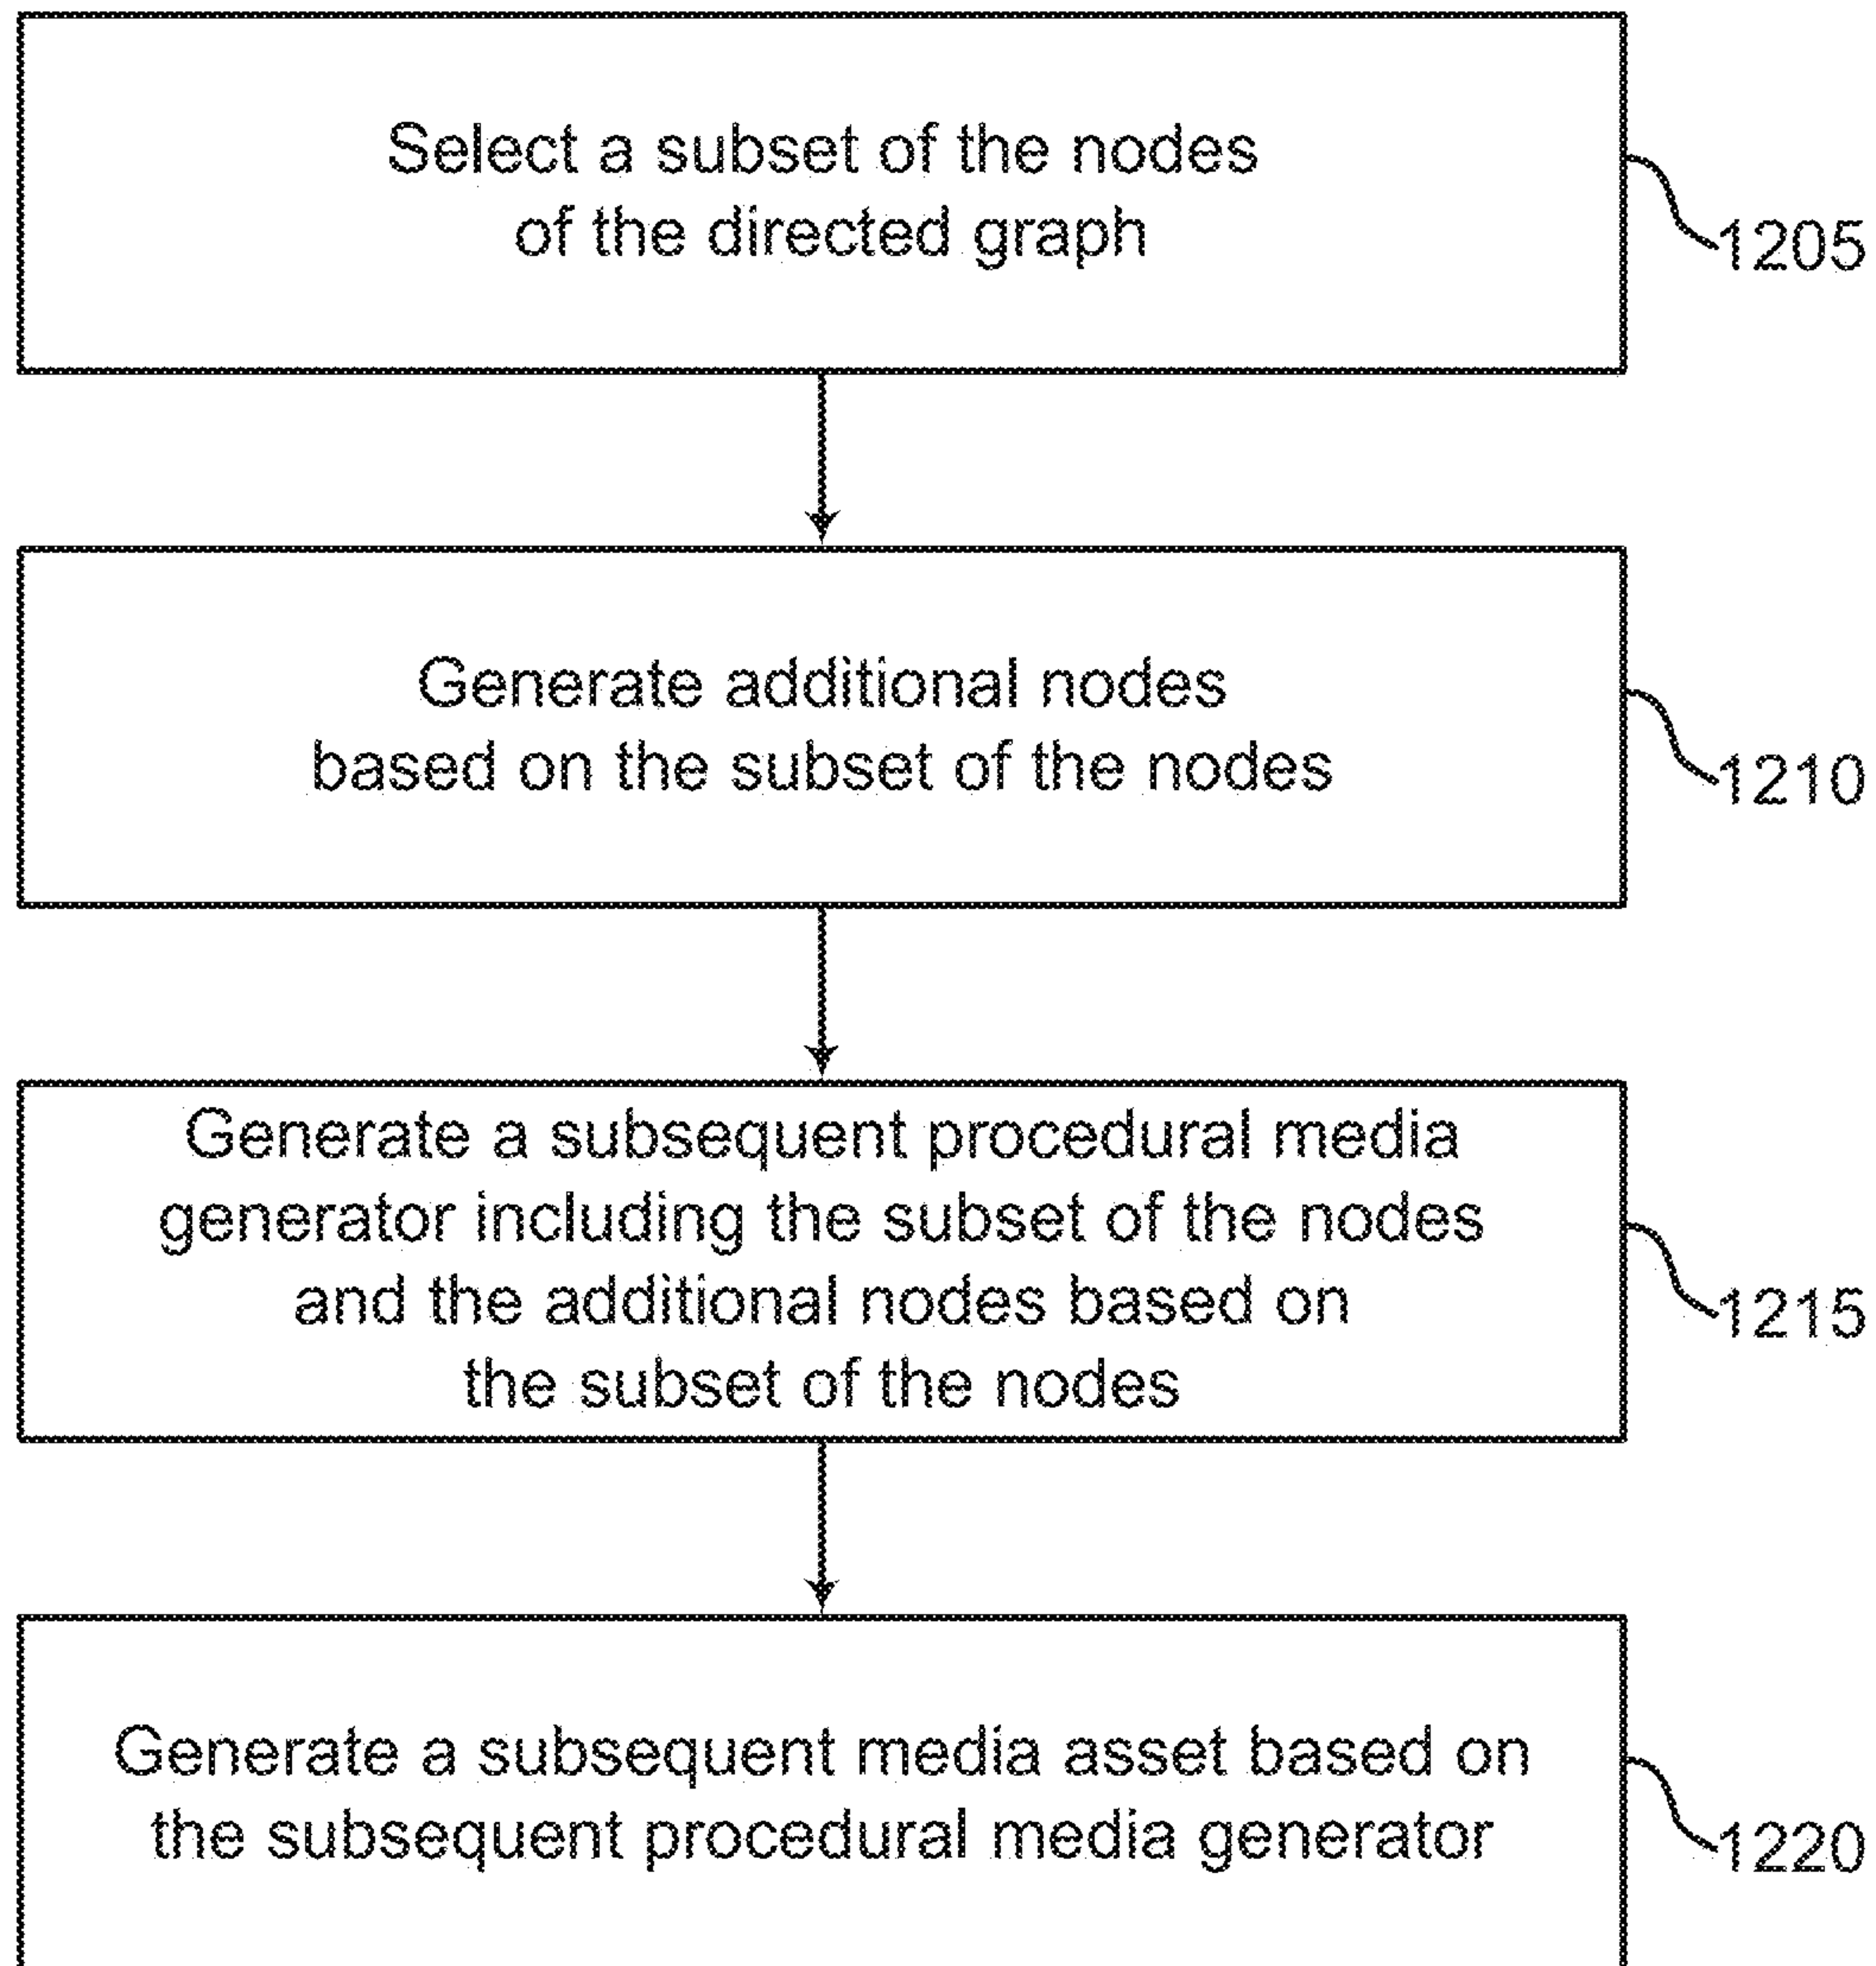 Select a subset of the nodes
of the directed graph
1205
Generate additional nodes
based on the subset of the nodes
1210
Generate a subsequent procedural media
generator including the subset of the nodes
and the additional nodes based on
the subset of the nodes
1215
Generate a subsequent media asset based on
the subsequent procedural media generator
1220